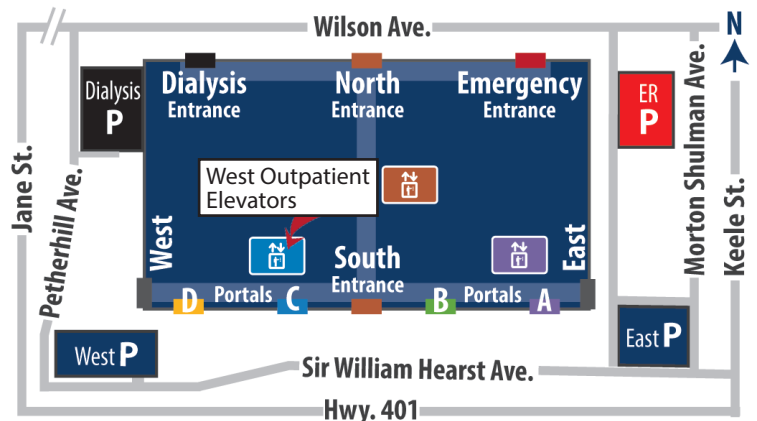 Wilson Ave.
N
Dialysis
P
Dialysis
Entrance
North
Entrance
Emergency
Entrance
ER
P
Jane St.
Petherhill Ave.
West Outpatient
Elevators
Morton Shulman Ave.
Keele St.
West
South
Entrance
East
D
Portals
C
B
Portals
A
West P
East P
Sir William Hearst Ave.
Hwy. 401